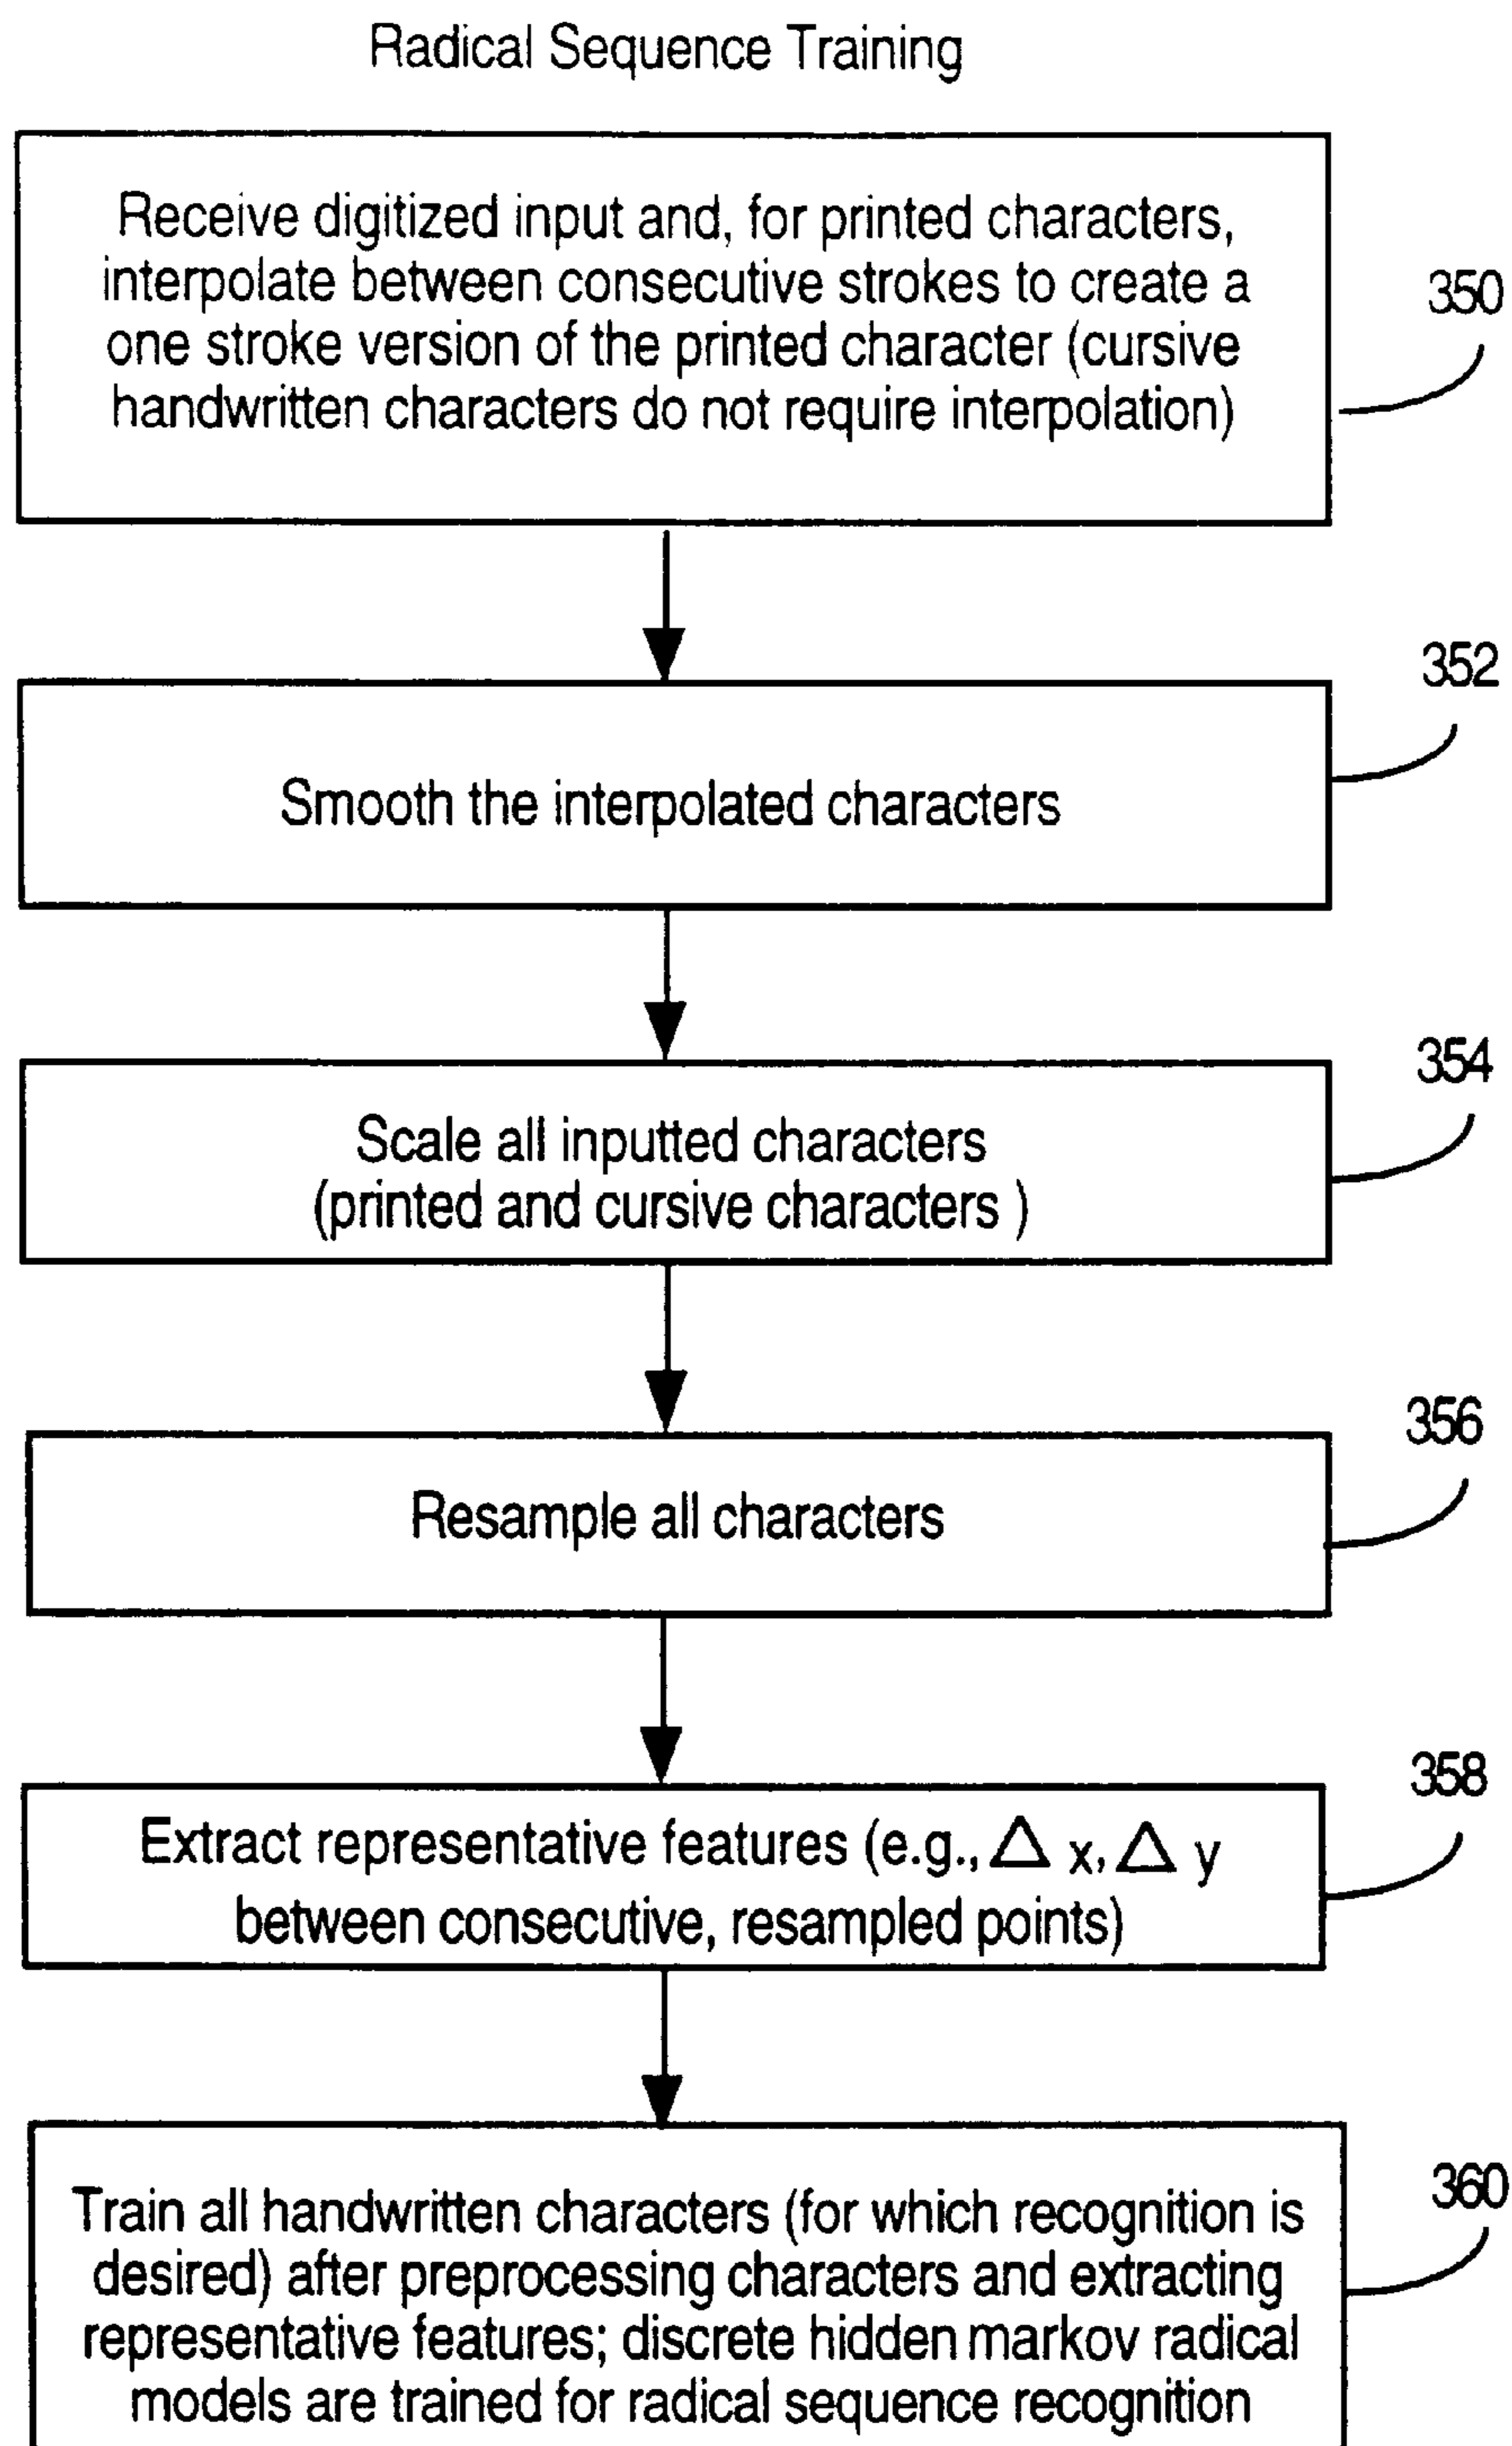 Radical Sequence Training
Receive digitized input and, for printed characters,
interpolate between consecutive strokes to create a
one stroke version of the printed character (cursive
handwritten characters do not require interpolation)
350
352
Smooth the interpolated characters
354
Scale all inputted characters
(printed and cursive characters )
356
Resample all characters
358
Extract representative features (e.g., Δ x, Δ y
between consecutive, resampled points)
360
Train all handwritten characters (for which recognition is
desired) after preprocessing characters and extracting
representative features; discrete hidden markov radical
models are trained for radical sequence recognition